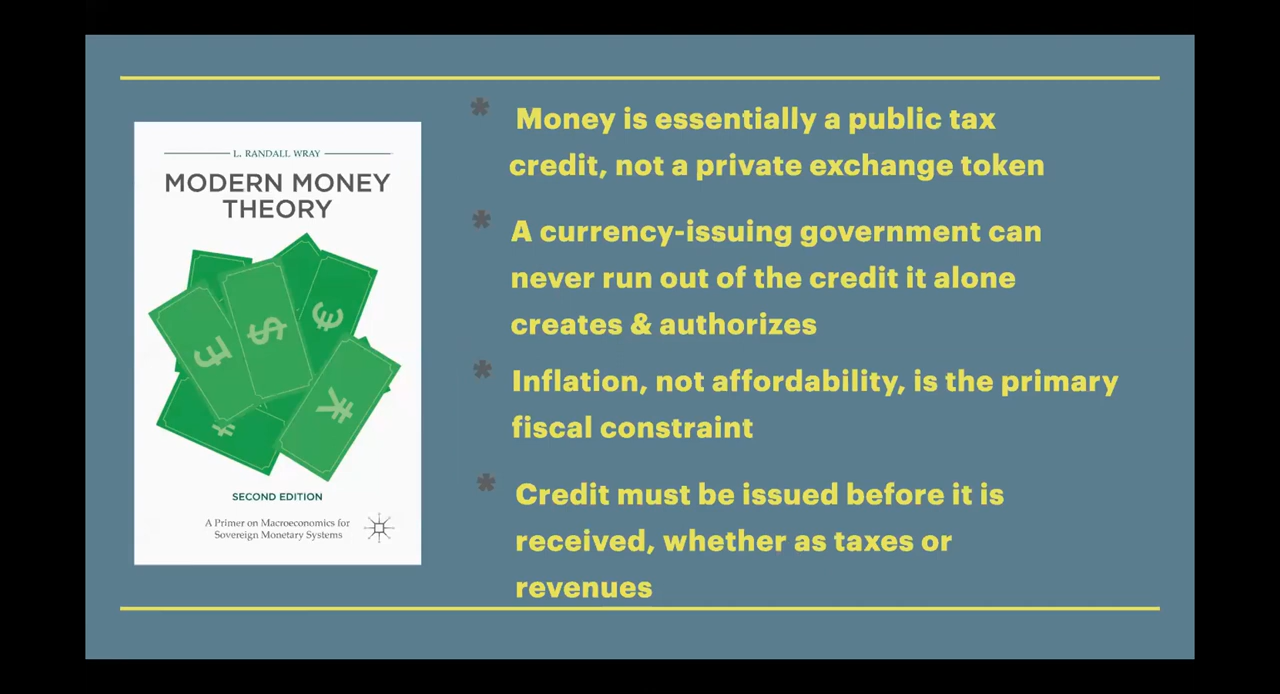 L. RANDALL WRAY
MODERN MONEY
THEORY
£
$
€
¥
SECOND EDITION
A Primer on Macroeconomics for
Sovereign Monetary Systems
* Money is essentially a public tax
credit, not a private exchange token
* A currency-issuing government can
never run out of the credit it alone
creates & authorizes
* Inflation, not affordability, is the primary
fiscal constraint
* Credit must be issued before it is
received, whether as taxes or
revenues